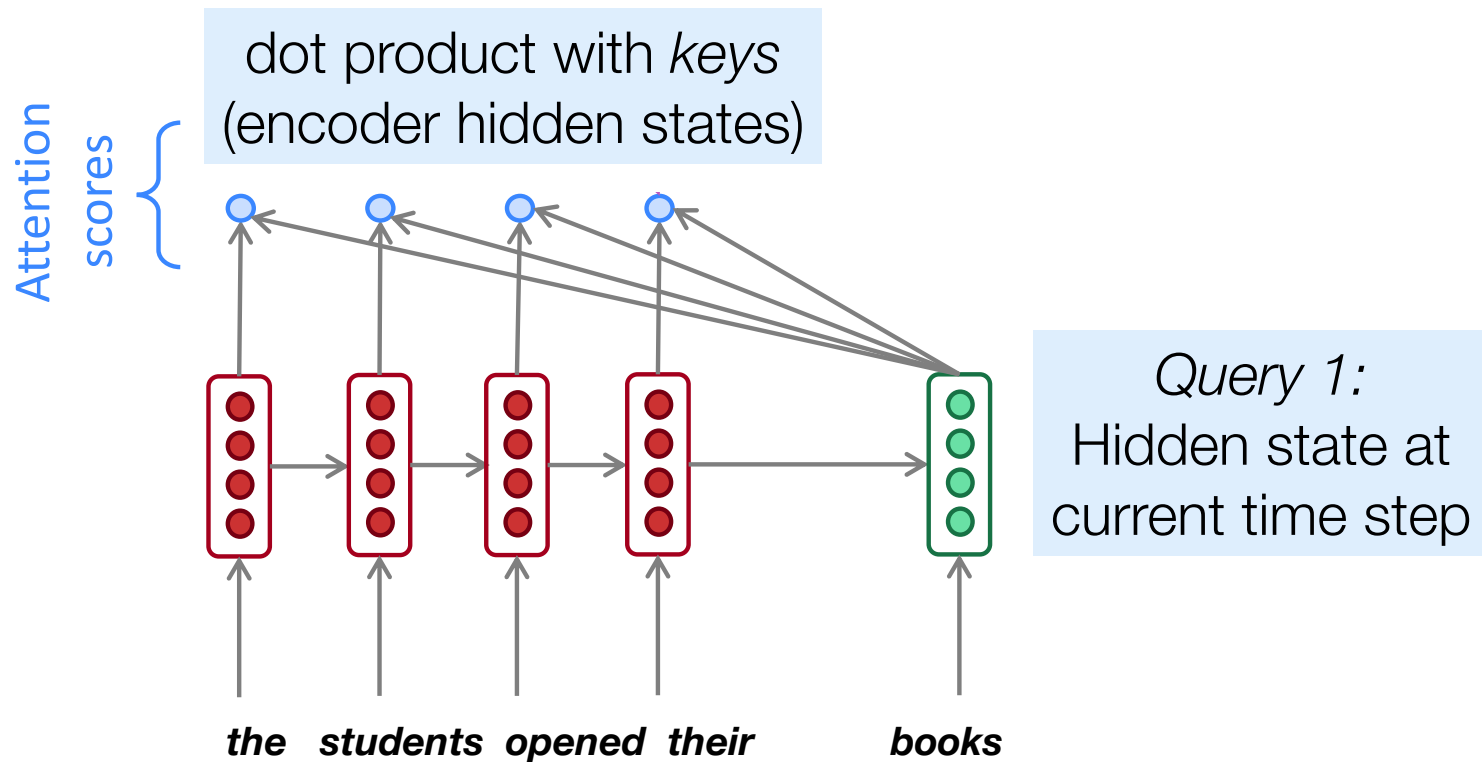 dot product with keys
(encoder hidden states)
Attention
scores
Query 1:
Hidden state at
current time step
the students opened their books